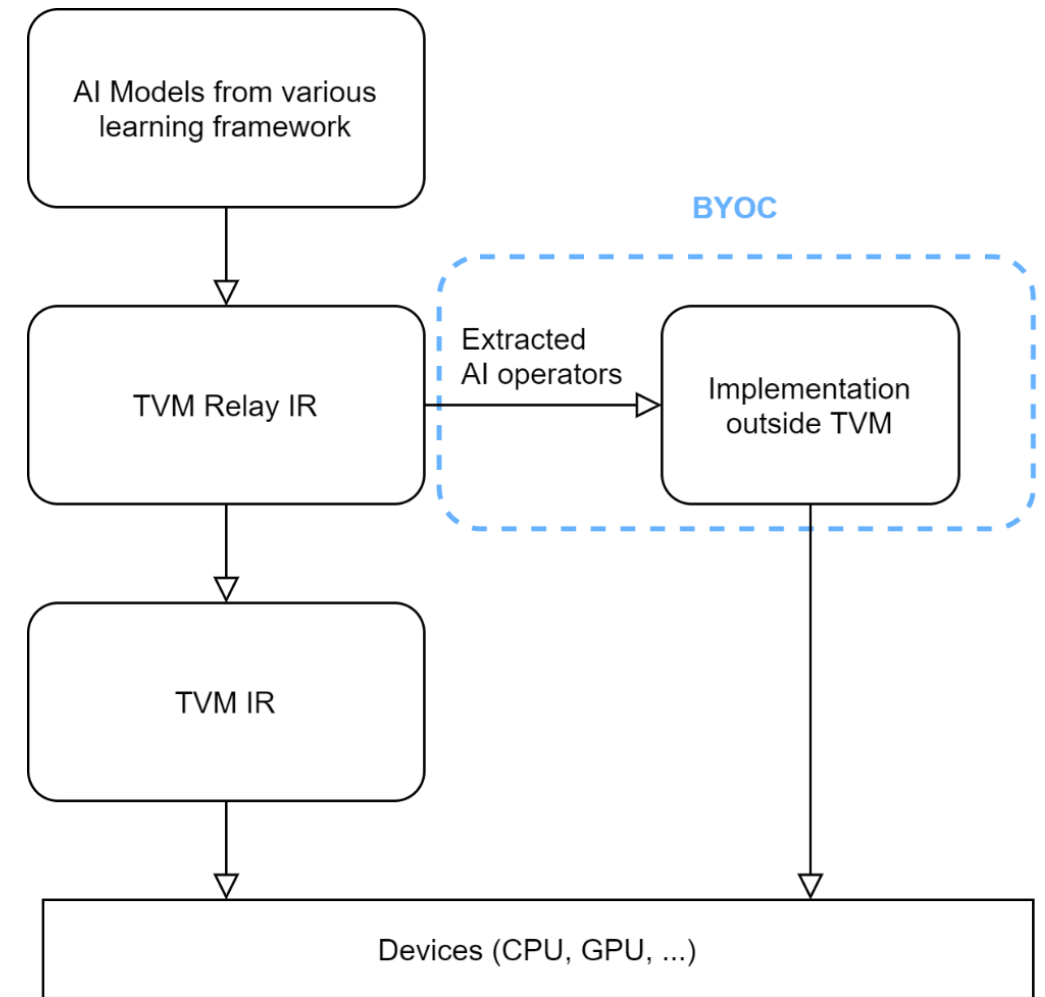 AI Models from various
learning framework
BYOC
Extracted
AI operators
TVM Relay IR
Implementation
outside TVM
TVM IR
Devices (CPU, GPU, ...)